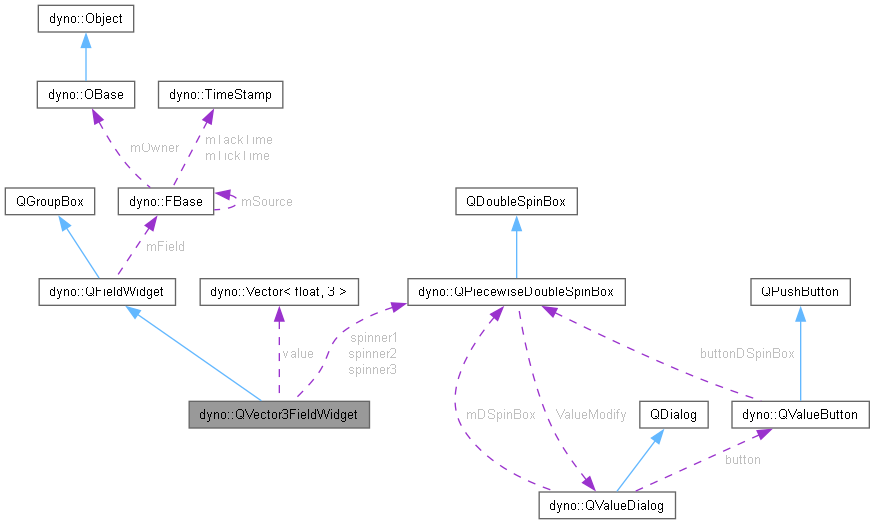 dyno::Object
dyno::OBase
dyno::TimeStamp
mOwner
mTackTime
mTickTime
QGroupBox
dyno::FBase
mSource
QDoubleSpinBox
mField
dyno::QFieldWidget
dyno::Vector< float, 3 >
dyno::QPiecewiseDoubleSpinBox
QPushButton
value
spinner1
spinner2
spinner3
buttonDSpinBox
dyno::QVector3FieldWidget
mDSpinBox
ValueModify
QDialog
dyno::QValueButton
button
dyno::QValueDialog